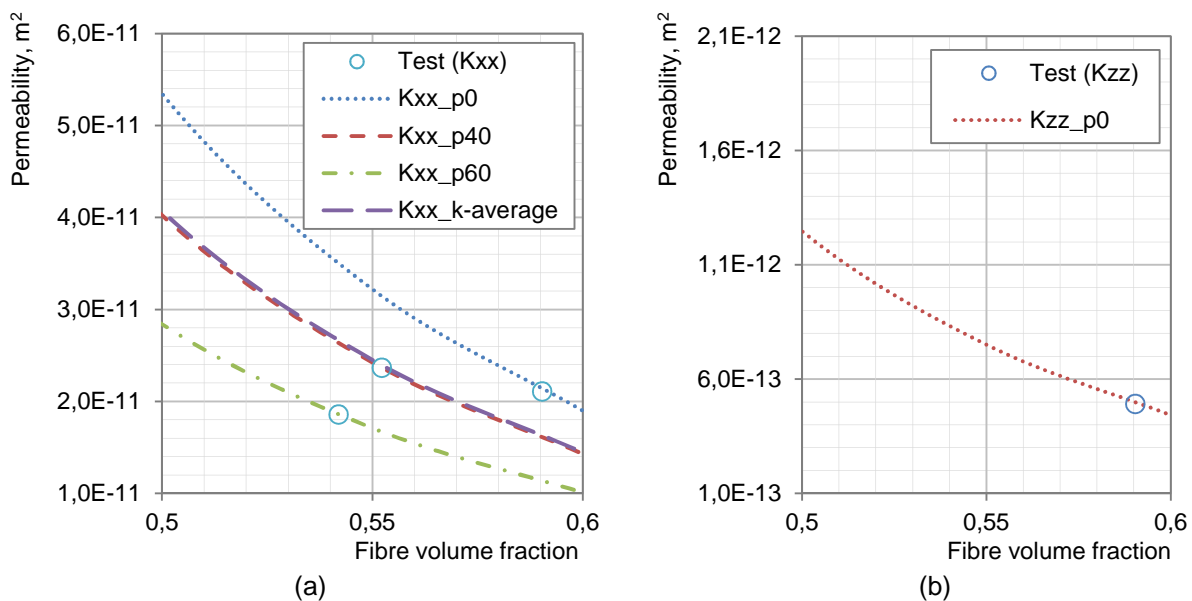 Permeability, m²
6,0E-11
5,0E-11
4,0E-11
3,0E-11
2,0E-11
1,0E-11
Test (Kxx)
Kxx_p0
Kxx_p40
Kxx_p60
Kxx_k-average
0,5
0,55
0,6
Fibre volume fraction
(a)
Permeability, m²
2,1E-12
1,6E-12
1,1E-12
6,0E-13
1,0E-13
Test (Kzz)
Kzz_p0
0,5
0,55
0,6
Fibre volume fraction
(b)